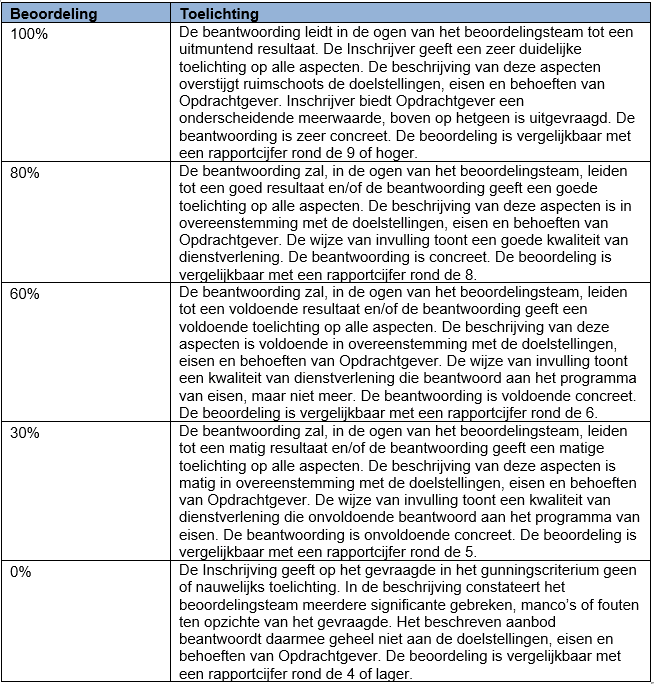 Beoordeling Toelichting
100% De beantwoording leidt in de ogen van het beoordelingsteam tot een
uitmuntend resultaat. De Inschrijver geeft een zeer duidelijke
toelichting op alle aspecten. De beschrijving van deze aspecten
overstijgt ruimschoots de doelstellingen, eisen en behoeften van
Opdrachtgever. Inschrijver biedt Opdrachtgever een
onderscheidende meerwaarde, boven op hetgeen is uitgevraagd. De
beantwoording is zeer concreet. De beoordeling is vergelijkbaar met
een rapportcijfer rond de 9 of hoger.
80% De beantwoording zal, in de ogen van het beoordelingsteam, leiden
tot een goed resultaat en/of de beantwoording geeft een goede
toelichting op alle aspecten. De beschrijving van deze aspecten is in
overeenstemming met de doelstellingen, eisen en behoeften van
Opdrachtgever. De wijze van invulling toont een goede kwaliteit van
dienstverlening. De beantwoording is concreet. De beoordeling is
vergelijkbaar met een rapportcijfer rond de 8.
60% De beantwoording zal, in de ogen van het beoordelingsteam, leiden
tot een voldoende resultaat en/of de beantwoording geeft een
voldoende toelichting op alle aspecten. De beschrijving van deze
aspecten is voldoende in overeenstemming met de doelstellingen,
eisen en behoeften van Opdrachtgever. De wijze van invulling toont
een kwaliteit van dienstverlening die beantwoord aan het programma
van eisen, maar niet meer. De beantwoording is voldoende concreet.
De beoordeling is vergelijkbaar met een rapportcijfer rond de 6.
30% De beantwoording zal, in de ogen van het beoordelingsteam, leiden
tot een matig resultaat en/of de beantwoording geeft een matige
toelichting op alle aspecten. De beschrijving van deze aspecten is
matig in overeenstemming met de doelstellingen, eisen en behoeften
van Opdrachtgever. De wijze van invulling toont een kwaliteit van
dienstverlening die onvoldoende beantwoord aan het programma van
eisen. De beantwoording is onvoldoende concreet. De beoordeling is
vergelijkbaar met een rapportcijfer rond de 5.
0% De Inschrijving geeft op het gevraagde in het gunningscriterium geen
of nauwelijks toelichting. In de beschrijving constateert het
beoordelingsteam meerdere significante gebreken, manco’s of fouten
ten opzichte van het gevraagde. Het beschreven aanbod
beantwoordt daarmee geheel niet aan de doelstellingen, eisen en
behoeften van Opdrachtgever. De beoordeling is vergelijkbaar met
een rapportcijfer rond de 4 of lager.